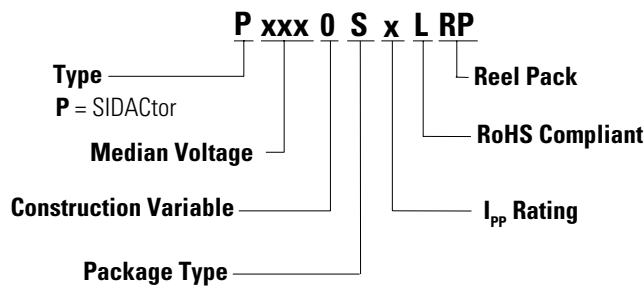 P xxx 0 S x L RP
Type
P = SIDACtor
Reel Pack
Median Voltage
RoHS Compliant
Construction Variable
IPP Rating
Package Type